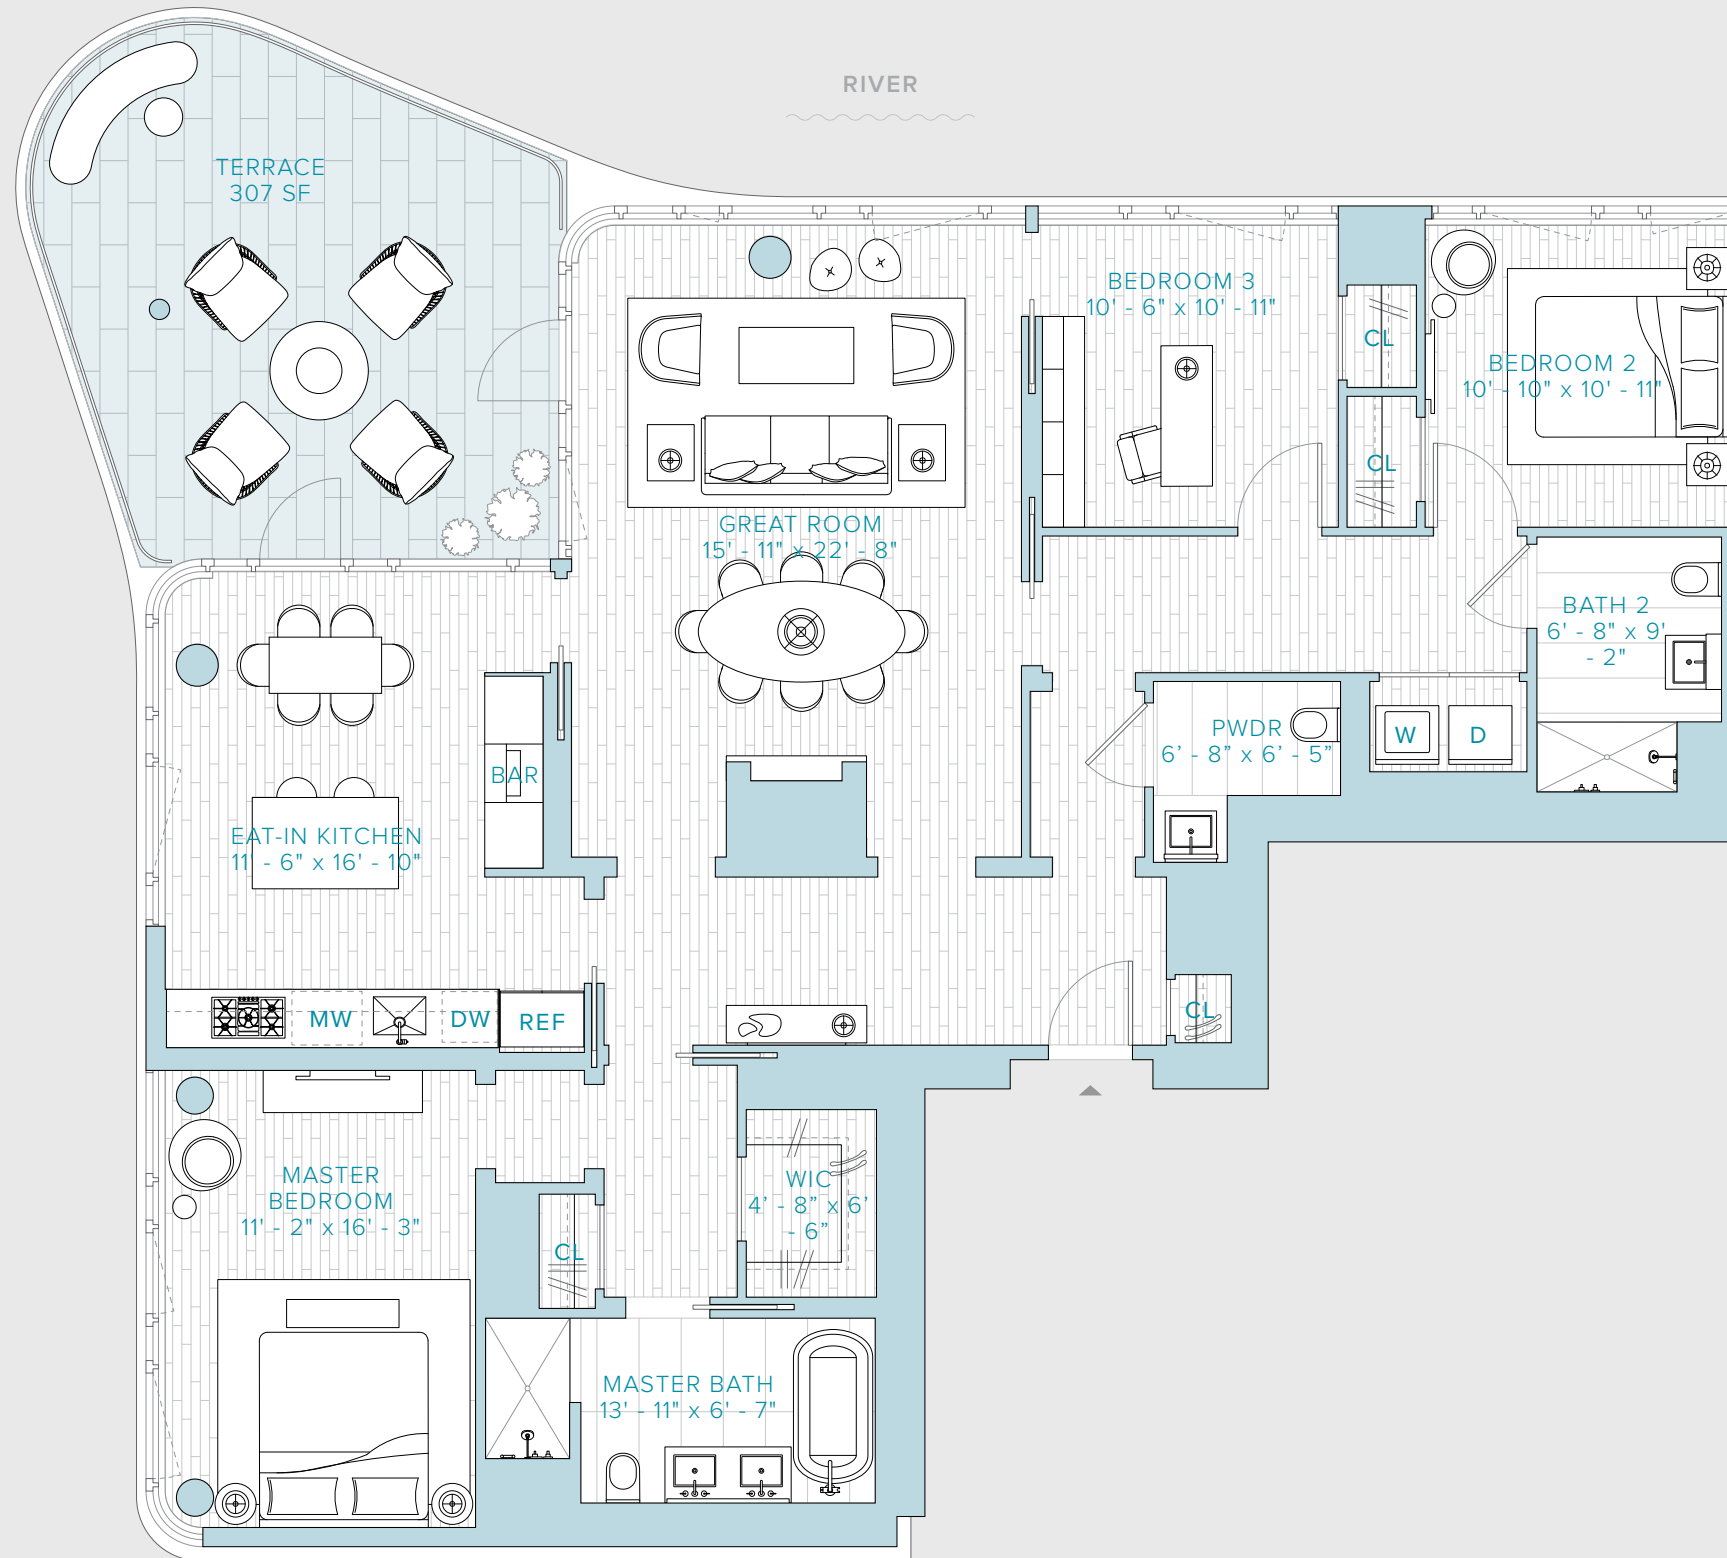 RIVER
TERRACE
307 SF
BEDROOM 3
10' - 6" x 10' - 11"
CL
BEDROOM 2
10' - 10" x 10' - 11"
CL
GREAT ROOM
15' - 11" x 22' - 8"
BATH 2
6' - 8" x 9'
- 2"
PWDR
6’ - 8” x 6’ - 5”
W
D
BAR
EAT-IN KITCHEN
11' - 6" x 16' - 10"
MW
DW
REF
CL
MASTER
BEDROOM
11' - 2" x 16' - 3"
WIC
4’ - 8” x 6’
- 6”
CL
MASTER BATH
13' - 11" x 6' - 7"